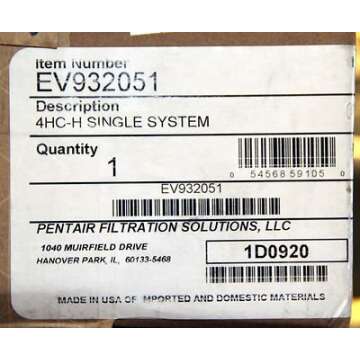 Item Number
EV932051
Description
4HC-H SINGLE SYSTEM
Quantity
1
0 54568 59105 0
EV932051
PENTAIR FILTRATION SOLUTIONS, LLC
1040 MUIRFIELD DRIVE
HANOVER PARK, IL, 60133-5468
1D0920
MADE IN USA OF IMPORTED AND DOMESTIC MATERIALS